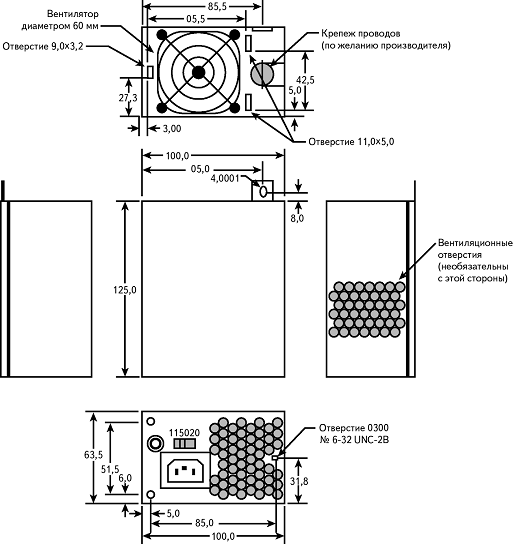 85,5
Вентилятор
диаметром 60 мм
05,5
Отверстие 9,0×3,2
Крепеж проводов
(по желанию производителя)
42,5
5,0
27,3
3,00
Отверстие 11,0×5,0
100,0
05,0
4,0001
8,0
125,0
Вентиляционные
отверстия
(необязательны
с этой стороны)
115020
63,5
51,5
6,0
Отверстие 0300
№ 6-32 UNC-2B
31,8
5,0
85,0
100,0